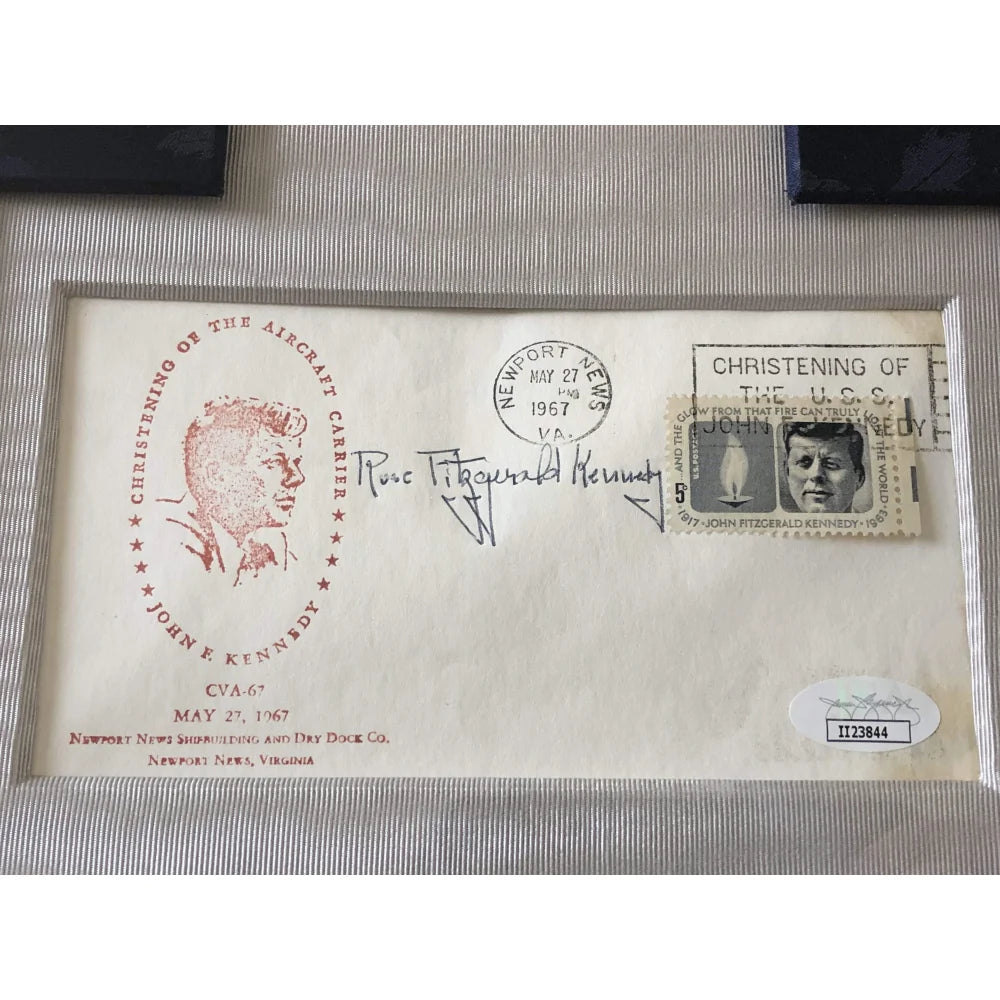 CHRISTENING OF THE AIRCRAFT CARRIER
★ JOHN F. KENNEDY ★
CVA-67
MAY 27, 1967
NEWPORT NEWS SHIPBUILDING AND DRY DOCK CO.
NEWPORT NEWS, VIRGINIA
NEWPORT NEWS
MAY 27
PM
1967
VA.
Rose Fitzgerald Kennedy
CHRISTENING OF
THE U.S.S.
JOHN F. KENNEDY
...AND THE GLOW FROM THAT FIRE CAN TRULY LIGHT THE WORLD
U.S. POSTAGE
5¢
1917 · JOHN FITZGERALD KENNEDY · 1963
II23844